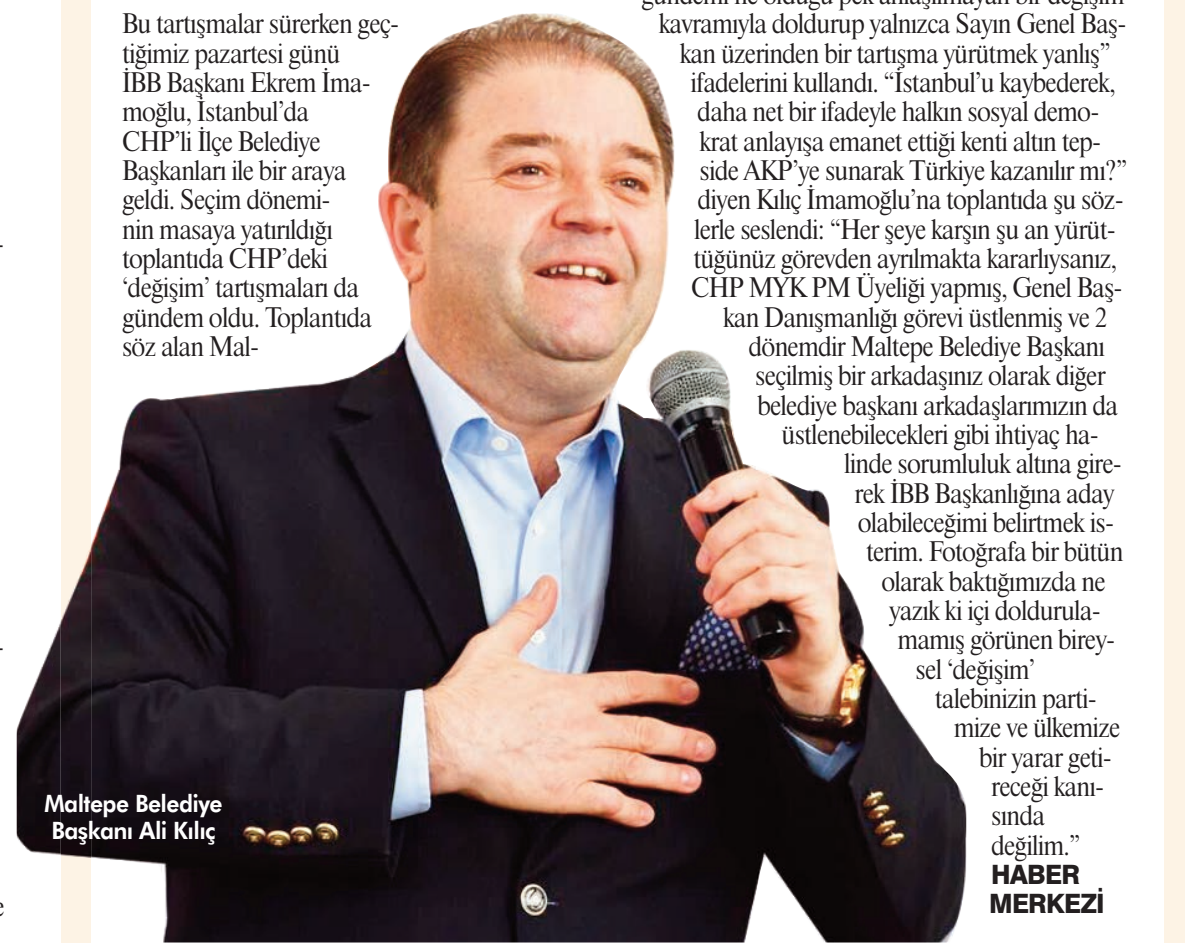 Bu tartışmalar sürerken geç-
tiğimiz pazartesi günü
İBB Başkanı Ekrem İma-
moğlu, İstanbul’da
CHP’li İlçe Belediye
Başkanları ile bir araya
geldi. Seçim dönemi-
nin masaya yatırıldığı
toplantıda CHP’deki
‘değişim’ tartışmaları da
gündem oldu. Toplantıda
söz alan Mal-
kavramıyla doldurup yalnızca Sayın Genel Baş-
kan üzerinden bir tartışma yürütmek yanlış”
ifadelerini kullandı. “İstanbul’u kaybederek,
daha net bir ifadeyle halkın sosyal demo-
krat anlayışa emanet ettiği kenti altın tep-
side AKP’ye sunarak Türkiye kazanılır mı?”
diyen Kılıç İmamoğlu’na toplantıda şu söz-
lerle seslendi: “Her şeye karşın şu an yürüt-
tüğünüz görevden ayrılmakta kararlıysanız,
CHP MYK PM Üyeliği yapmış, Genel Baş-
kan Danışmanlığı görevi üstlenmiş ve 2
dönemdir Maltepe Belediye Başkanı
seçilmiş bir arkadaşınız olarak diğer
belediye başkanı arkadaşlarımızın da
üstlenebilecekleri gibi ihtiyaç ha-
linde sorumluluk altına gire-
rek İBB Başkanlığına aday
olabileceğimi belirtmek is-
terim. Fotoğrafa bir bütün
olarak baktığımızda ne
yazık ki içi doldurula-
mamış görünen birey-
sel ‘değişim’
talebinizin parti-
mize ve ülkemize
bir yarar geti-
receği kanı-
sında
değilim.”
HABER
MERKEZİ
Maltepe Belediye
Başkanı Ali Kılıç